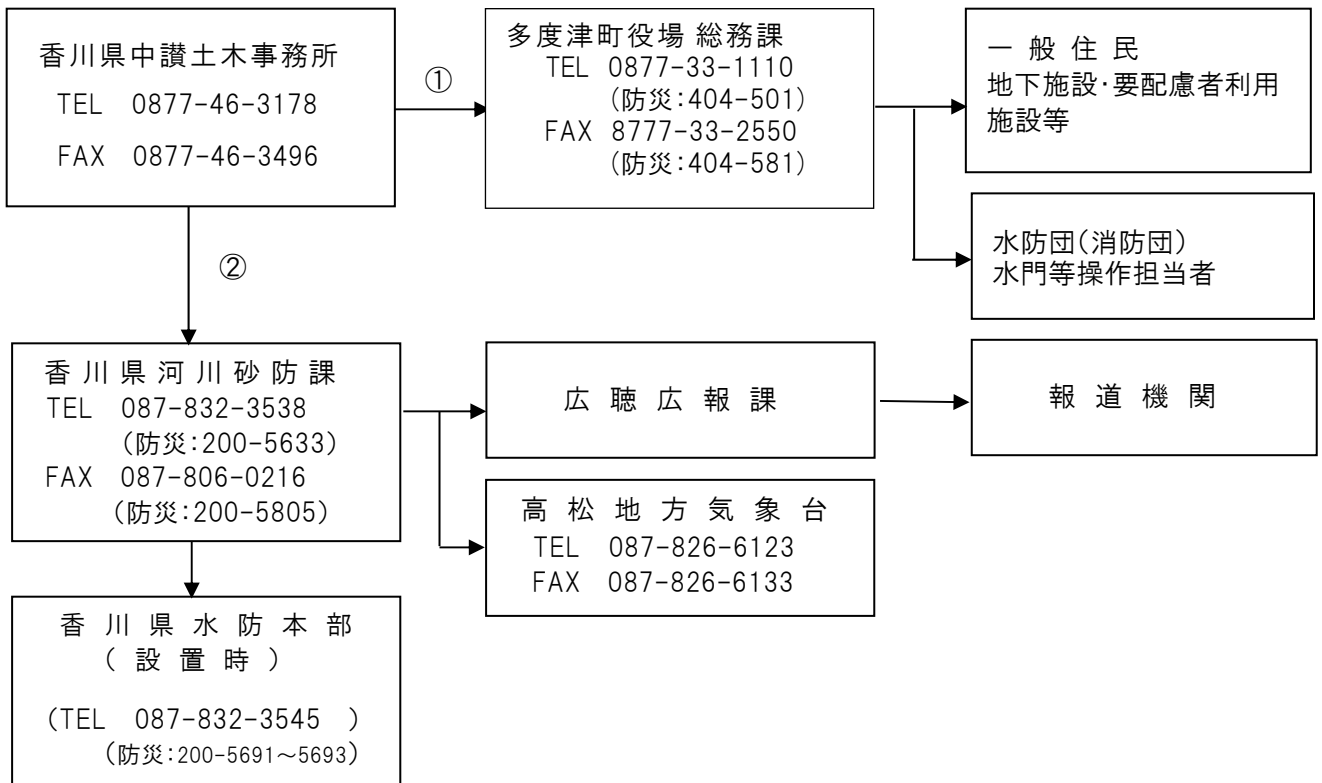 香川県中讃土木事務所
TEL 0877-46-3178
FAX 0877-46-3496
①
多度津町役場 総務課
TEL 0877-33-1110
(防災:404-501)
FAX 8777-33-2550
(防災:404-581)
一般住民
地下施設・要配慮者利用
施設等
水防団(消防団)
水門等操作担当者
②
香川県河川砂防課
TEL 087-832-3538
(防災:200-5633)
FAX 087-806-0216
(防災:200-5805)
広聴広報課
報道機関
高松地方気象台
TEL 087-826-6123
FAX 087-826-6133
香川県水防本部
(設置時)
(TEL 087-832-3545 )
(防災:200-5691～5693)